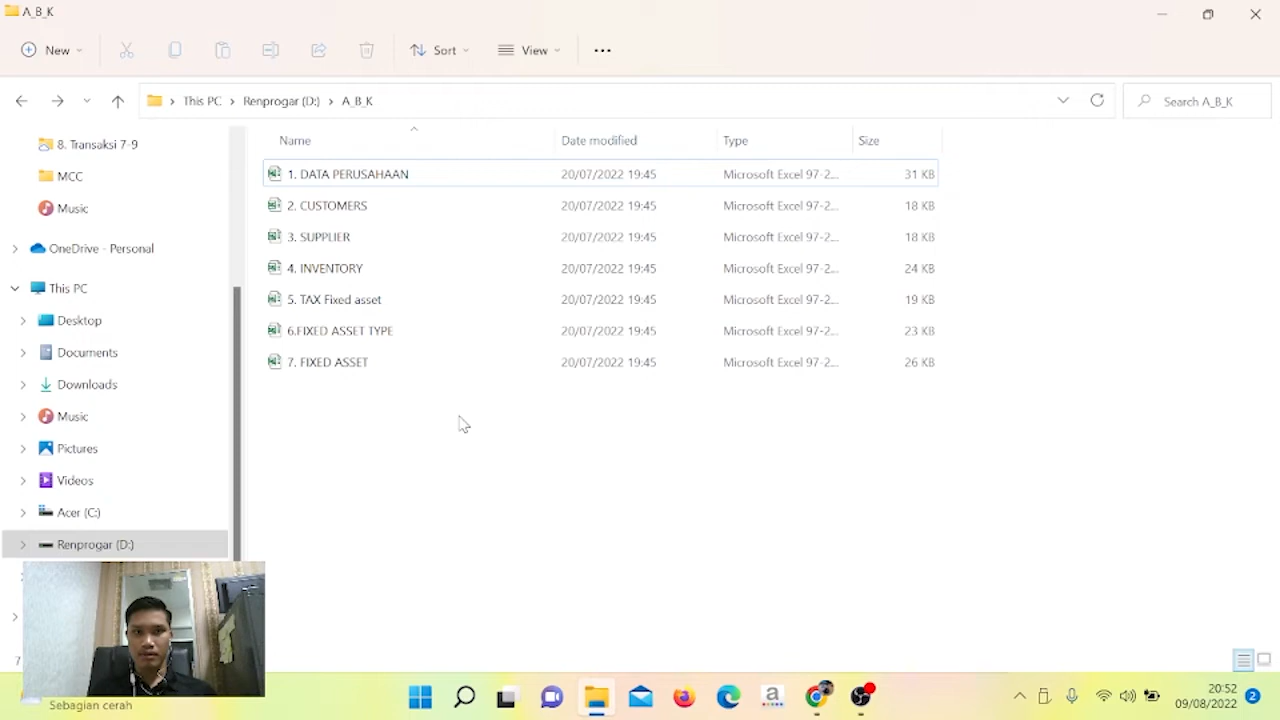 A_B_K
New
Sort
View
This PC
Renprogar (D:)
A_B_K
Search A_B_K
Name
Date modified
Type
Size
8. Transaksi 7-9
MCC
Music
OneDrive - Personal
This PC
Desktop
Documents
Downloads
Music
Pictures
Videos
Acer (C:)
Renprogar (D:)
1. DATA PERUSAHAAN 20/07/2022 19:45 Microsoft Excel 97-2... 31 KB
2. CUSTOMERS 20/07/2022 19:45 Microsoft Excel 97-2... 18 KB
3. SUPPLIER 20/07/2022 19:45 Microsoft Excel 97-2... 18 KB
4. INVENTORY 20/07/2022 19:45 Microsoft Excel 97-2... 24 KB
5. TAX Fixed asset 20/07/2022 19:45 Microsoft Excel 97-2... 19 KB
6.FIXED ASSET TYPE 20/07/2022 19:45 Microsoft Excel 97-2... 23 KB
7. FIXED ASSET 20/07/2022 19:45 Microsoft Excel 97-2... 26 KB
7
Sebagian cerah
a
20:52
09/08/2022
2